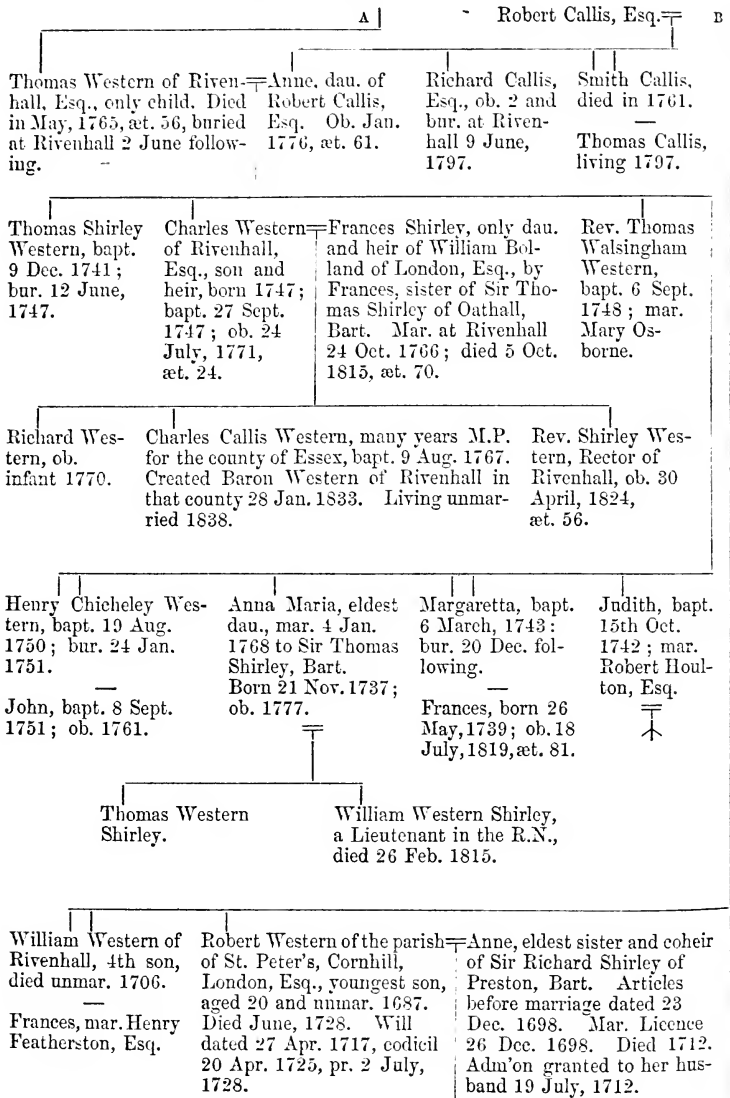 A Robert Callis, Esq. B
Thomas Western of Riven-
hall, Esq., only child. Died
in May, 1765, æt. 56, buried
at Rivenhall 2 June follow-
ing.
Anne, dau. of
Robert Callis,
Esq. Ob. Jan.
1776, æt. 61.
Richard Callis,
Esq., ob. 2 and
bur. at Riven-
hall 9 June,
1797.
Smith Callis,
died in 1761.
—
Thomas Callis,
living 1797.
Thomas Shirley
Western, bapt.
9 Dec. 1741;
bur. 12 June,
1747.
Charles Western
of Rivenhall,
Esq., son and
heir, born 1747;
bapt. 27 Sept.
1747; ob. 24
July, 1771,
æt. 24.
Frances Shirley, only dau.
and heir of William Bol-
land of London, Esq., by
Frances, sister of Sir Tho-
mas Shirley of Oathall,
Bart. Mar. at Rivenhall
24 Oct. 1766; died 5 Oct.
1815, æt. 70.
Rev. Thomas
Walsingham
Western,
bapt. 6 Sept.
1748; mar.
Mary Os-
borne.
Richard Wes-
tern, ob.
infant 1770.
Charles Callis Western, many years M.P.
for the county of Essex, bapt. 9 Aug. 1767.
Created Baron Western of Rivenhall in
that county 28 Jan. 1833. Living unmar-
ried 1838.
Rev. Shirley Wes-
tern, Rector of
Rivenhall, ob. 30
April, 1824,
æt. 56.
Henry Chicheley Wes-
tern, bapt. 19 Aug.
1750; bur. 24 Jan.
1751.
—
John, bapt. 8 Sept.
1751; ob. 1761.
Anna Maria, eldest
dau., mar. 4 Jan.
1768 to Sir Thomas
Shirley, Bart.
Born 21 Nov. 1737;
ob. 1777.
Margaretta, bapt.
6 March, 1743:
bur. 20 Dec. fol-
lowing.
—
Frances, born 26
May, 1739; ob. 18
July, 1819, æt. 81.
Judith, bapt.
15th Oct.
1742; mar.
Robert Houl-
ton, Esq.
Thomas Western
Shirley.
William Western Shirley,
a Lieutenant in the R.N.,
died 26 Feb. 1815.
William Western of
Rivenhall, 4th son,
died unmar. 1706.
—
Frances, mar. Henry
Featherston, Esq.
Robert Western of the parish
of St. Peter's, Cornhill,
London, Esq., youngest son,
aged 20 and unmar. 1687.
Died June, 1728. Will
dated 27 Apr. 1717, codicil
20 Apr. 1725, pr. 2 July,
1728.
Anne, eldest sister and coheir
of Sir Richard Shirley of
Preston, Bart. Articles
before marriage dated 23
Dec. 1698. Mar. Licence
26 Dec. 1698. Died 1712.
Adm'on granted to her hus-
band 19 July, 1712.